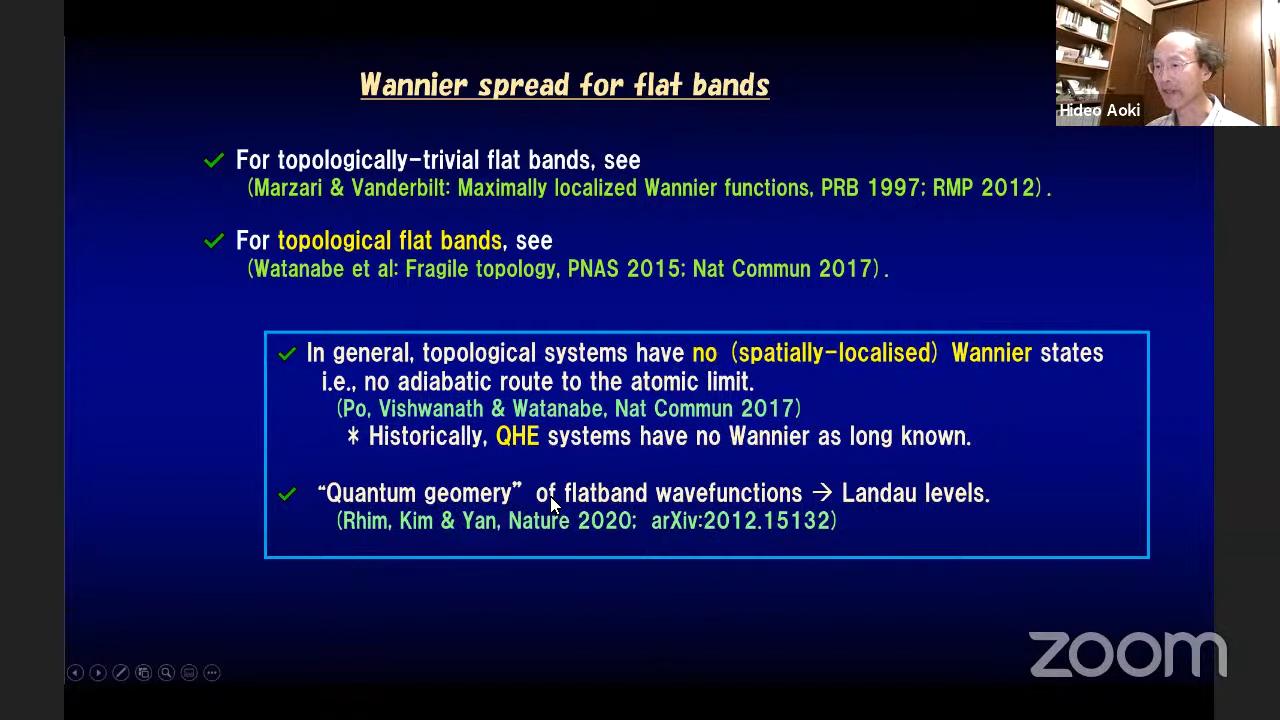 Wannier spread for flat bands
Hideo Aoki
✓ For topologically-trivial flat bands, see
(Marzari & Vanderbilt: Maximally localized Wannier functions, PRB 1997; RMP 2012).
✓ For topological flat bands, see
(Watanabe et al: Fragile topology, PNAS 2015; Nat Commun 2017).
✓ In general, topological systems have no (spatially-localised) Wannier states
i.e., no adiabatic route to the atomic limit.
(Po, Vishwanath & Watanabe, Nat Commun 2017)
* Historically, QHE systems have no Wannier as long known.
✓ “Quantum geomery” of flatband wavefunctions → Landau levels.
(Rhim, Kim & Yan, Nature 2020; arXiv:2012.15132)
zoom